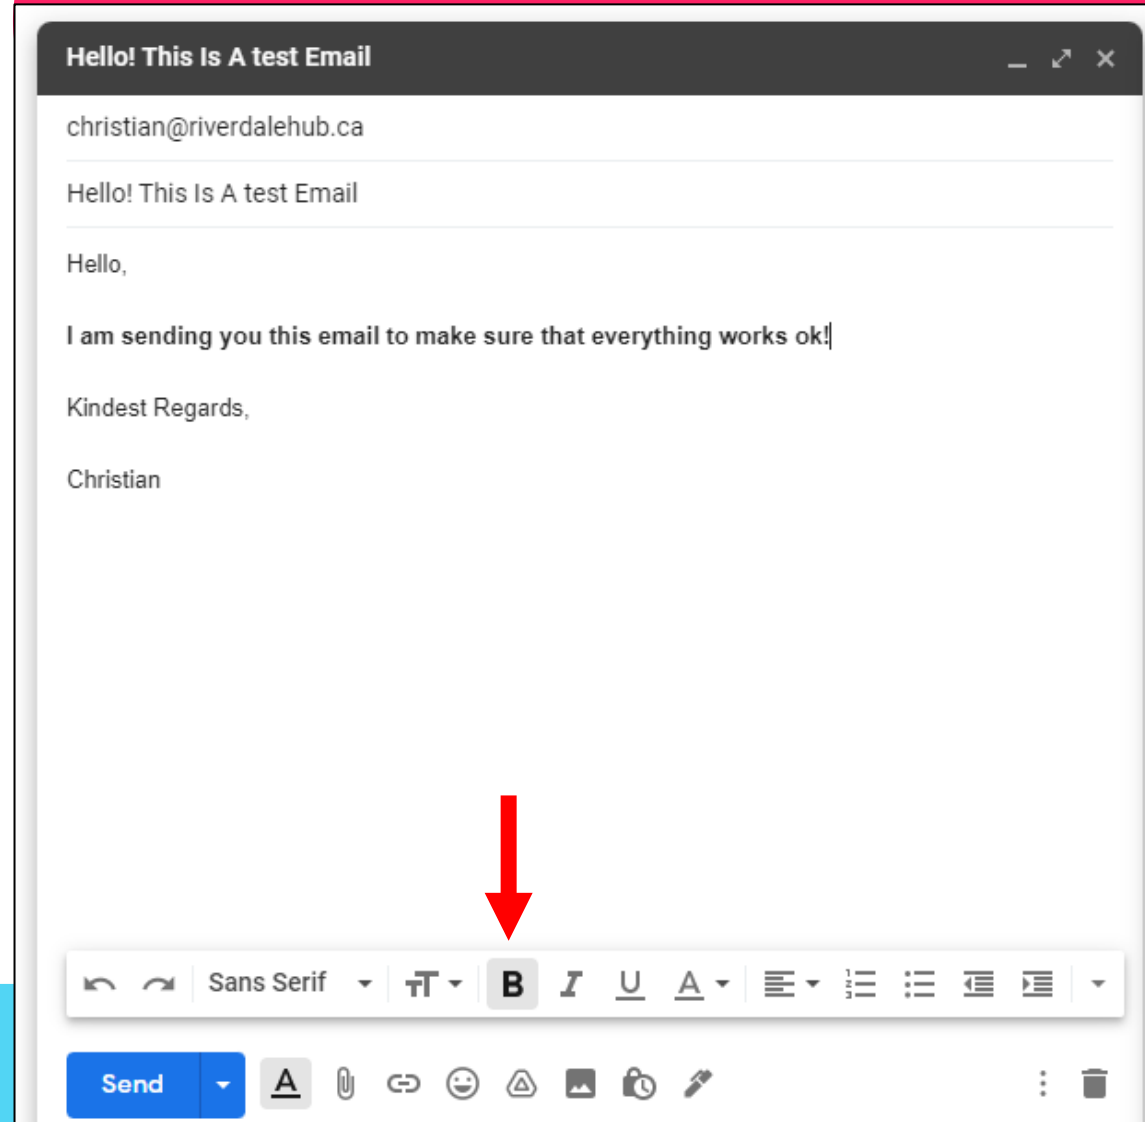 Hello! This Is A test Email
christian@riverdalehub.ca
Hello! This Is A test Email
Hello,
I am sending you this email to make sure that everything works ok!
Kindest Regards,
Christian
Sans Serif B I U A
Send A